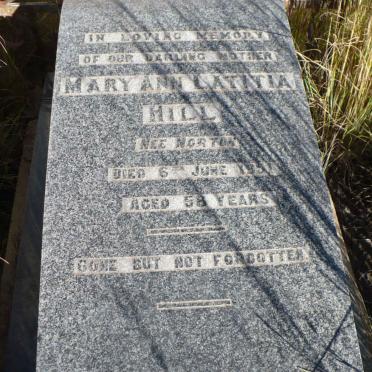 IN LOVING MEMORY
OF OUR DARLING MOTHER
MARY ANN LATITIA
HILL
NEE NORTON
DIED 6TH JUNE
AGED 58 YEARS
GONE BUT NOT FORGOTTEN